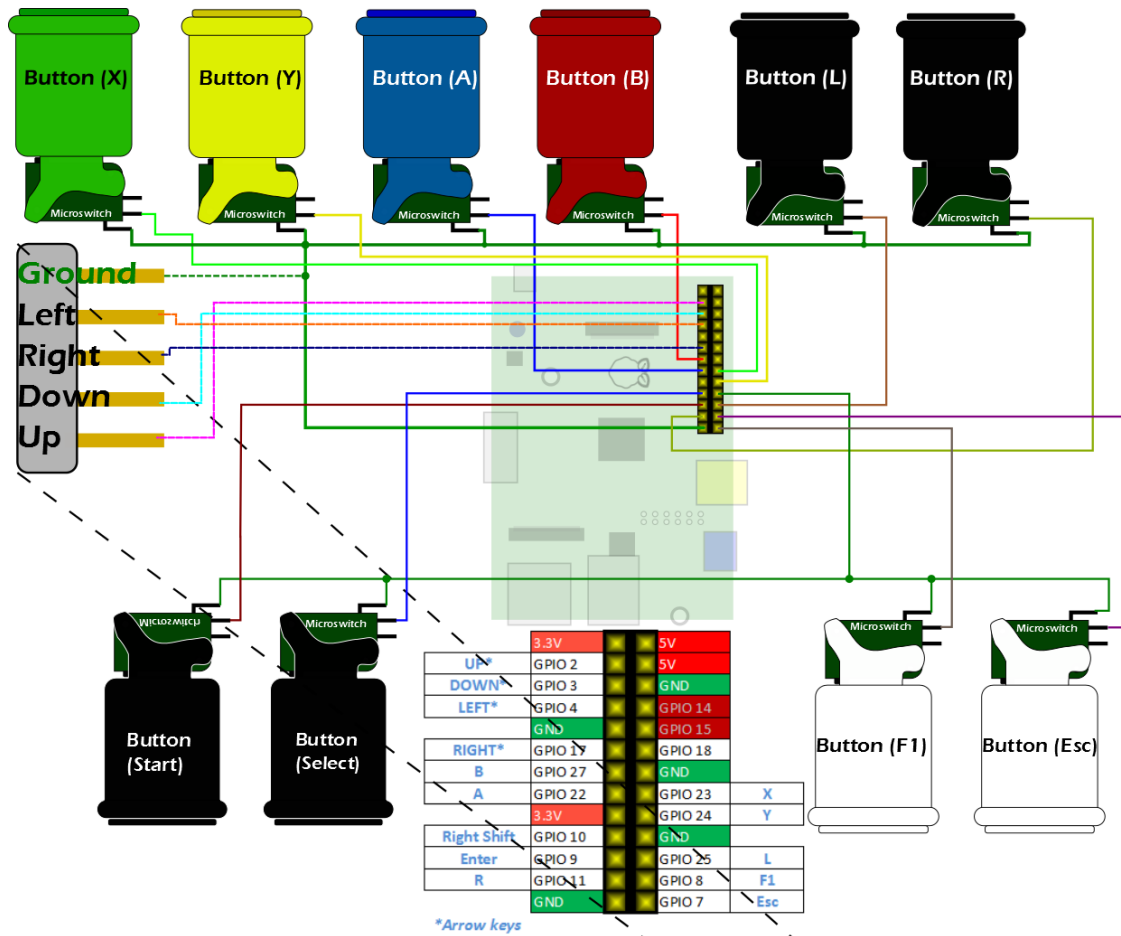 Button (X)
Button (Y)
Button (A)
Button (B)
Button (L)
Button (R)
Microswitch
Microswitch
Microswitch
Microswitch
Microswitch
Microswitch
Ground
Left
Right
Down
Up
Microswitch
Microswitch
Microswitch
Microswitch
Button
(Start)
Button
(Select)
Button (F1)
Button (Esc)
3.3V 5V
UP* GPIO 2 5V
DOWN* GPIO 3 GND
LEFT* GPIO 4 GPIO 14
GND GPIO 15
RIGHT* GPIO 17 GPIO 18
B GPIO 27 GND
A GPIO 22 GPIO 23 X
3.3V GPIO 24 Y
Right Shift GPIO 10 GND
Enter GPIO 9 GPIO 25 L
R GPIO 11 GPIO 8 F1
GND GPIO 7 Esc
*Arrow keys